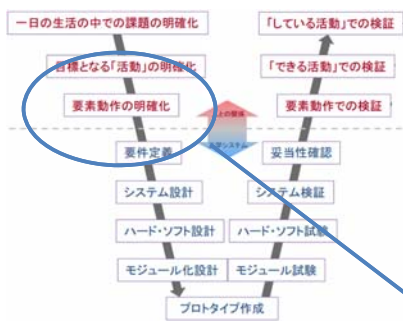 一日の生活の中での課題の明確化
「している活動」での検証
目標となる「活動」の明確化
「できる活動」での検証
要素動作の明確化
要素動作での検証
要件定義
妥当性確認
システム設計
システム検証
ハード・ソフト設計
ハード・ソフト試験
モジュール化設計
モジュール試験
プロトタイプ作成